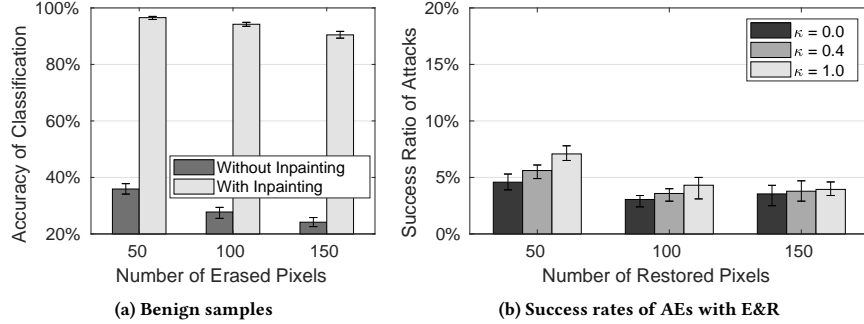 100%
80%
60%
40%
20%
Accuracy of Classification
Without Inpainting
With Inpainting
50
100
150
Number of Erased Pixels
(a) Benign samples
20%
15%
10%
5%
0%
Success Ratio of Attacks
κ = 0.0
κ = 0.4
κ = 1.0
50
100
150
Number of Restored Pixels
(b) Success rates of AEs with E&R